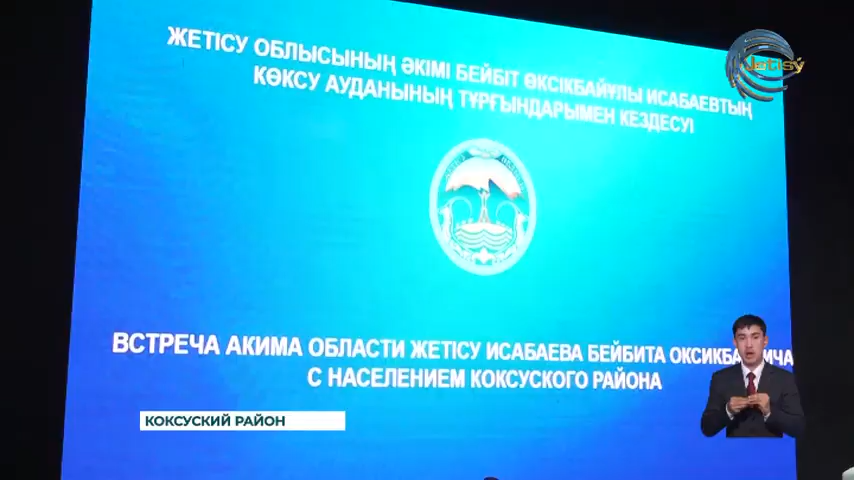 ЖЕТІСУ ОБЛЫСЫНЫҢ ӘКІМІ БЕЙБІТ ӨКСІКБАЙҰЛЫ ИСАБАЕВТЫҢ
КӨКСУ АУДАНЫНЫҢ ТҰРҒЫНДАРЫМЕН КЕЗДЕСУІ
Jetisý
ВСТРЕЧА АКИМА ОБЛАСТИ ЖЕТІСУ ИСАБАЕВА БЕЙБИТА
С НАСЕЛЕНИЕМ КОКСУСКОГО РАЙОНА
КОКСУСКИЙ РАЙОН